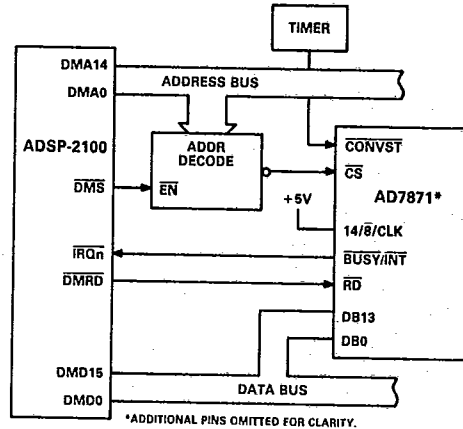 TIMER
DMA14
ADDRESS BUS
DMA0
ADSP-2100
ADDR
DECODE
CONVST
DMS
EN
CS
+5V
AD7871*
14/8/CLK
IRQn
BUSY/INT
DMRD
RD
DB13
DB0
DMD15
DATA BUS
DMD0
*ADDITIONAL PINS OMITTED FOR CLARITY.